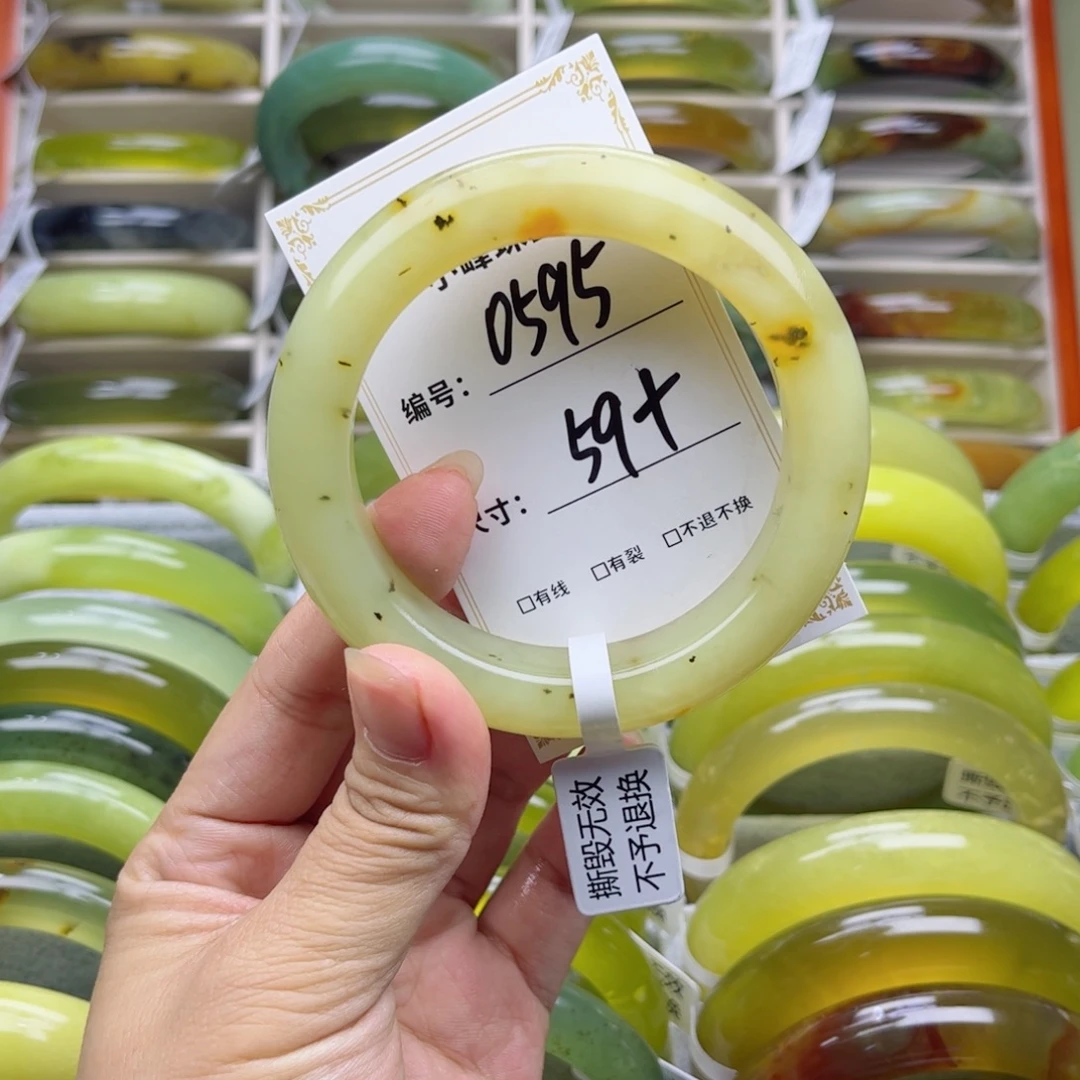 编号: 0595
尺寸: 59+
□有线 □有裂 □不退不换
撕毁无效
不予退换